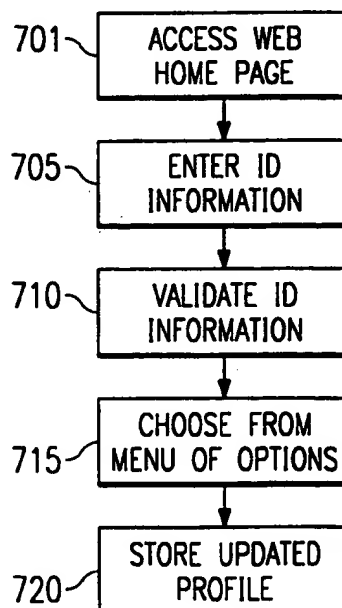 701
ACCESS WEB
HOME PAGE
705
ENTER ID
INFORMATION
710
VALIDATE ID
INFORMATION
715
CHOOSE FROM
MENU OF OPTIONS
720
STORE UPDATED
PROFILE